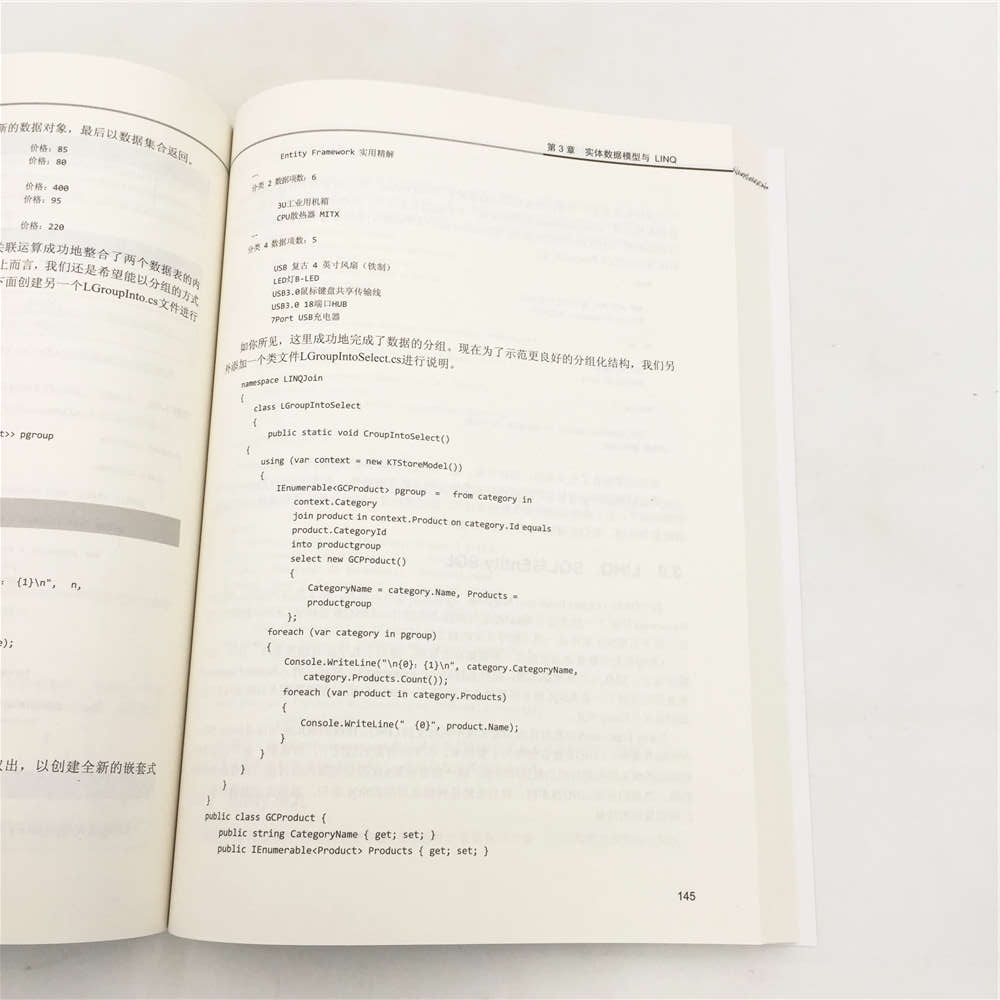 新的数据对象，最后以数据集合返回。
价格：85
价格：80
价格：400
价格：95
价格：220
关联运算成功地整合了两个数据表的内
上而言，我们还是希望能以分组的方式
下面创建另一个LGroupInto.cs文件进行
t>> pgroup
: {1}\n", n,
e);
出，以创建全新的嵌套式
第 3 章 实体数据模型与 LINQ
Entity Framework 实用精解
…
分类 2 数据项数：6
3U工业用机箱
CPU散热器 MITX
…
分类 4 数据项数：5
USB 复古 4 英寸风扇（铁制）
LED灯B-LED
USB3.0鼠标键盘共享传输线
USB3.0 18端口HUB
7Port USB充电器
如你所见，这里成功地完成了数据的分组。现在为了示范更良好的分组化结构，我们另
外添加一个类文件LGroupIntoSelect.cs进行说明。
namespace LINQJoin
{
class LGroupIntoSelect
{
public static void CroupIntoSelect()
{
using (var context = new KTStoreModel())
{
IEnumerable<GCProduct> pgroup = from category in
context.Category
join product in context.Product on category.Id equals
product.CategoryId
into productgroup
select new GCProduct()
{
CategoryName = category.Name, Products =
productgroup
};
foreach (var category in pgroup)
{
Console.WriteLine("\n{0}: {1}\n", category.CategoryName,
category.Products.Count());
foreach (var product in category.Products)
{
Console.WriteLine(" {0}", product.Name);
}
}
}
}
}
public class GCProduct {
public string CategoryName { get; set; }
public IEnumerable<Product> Products { get; set; }
145